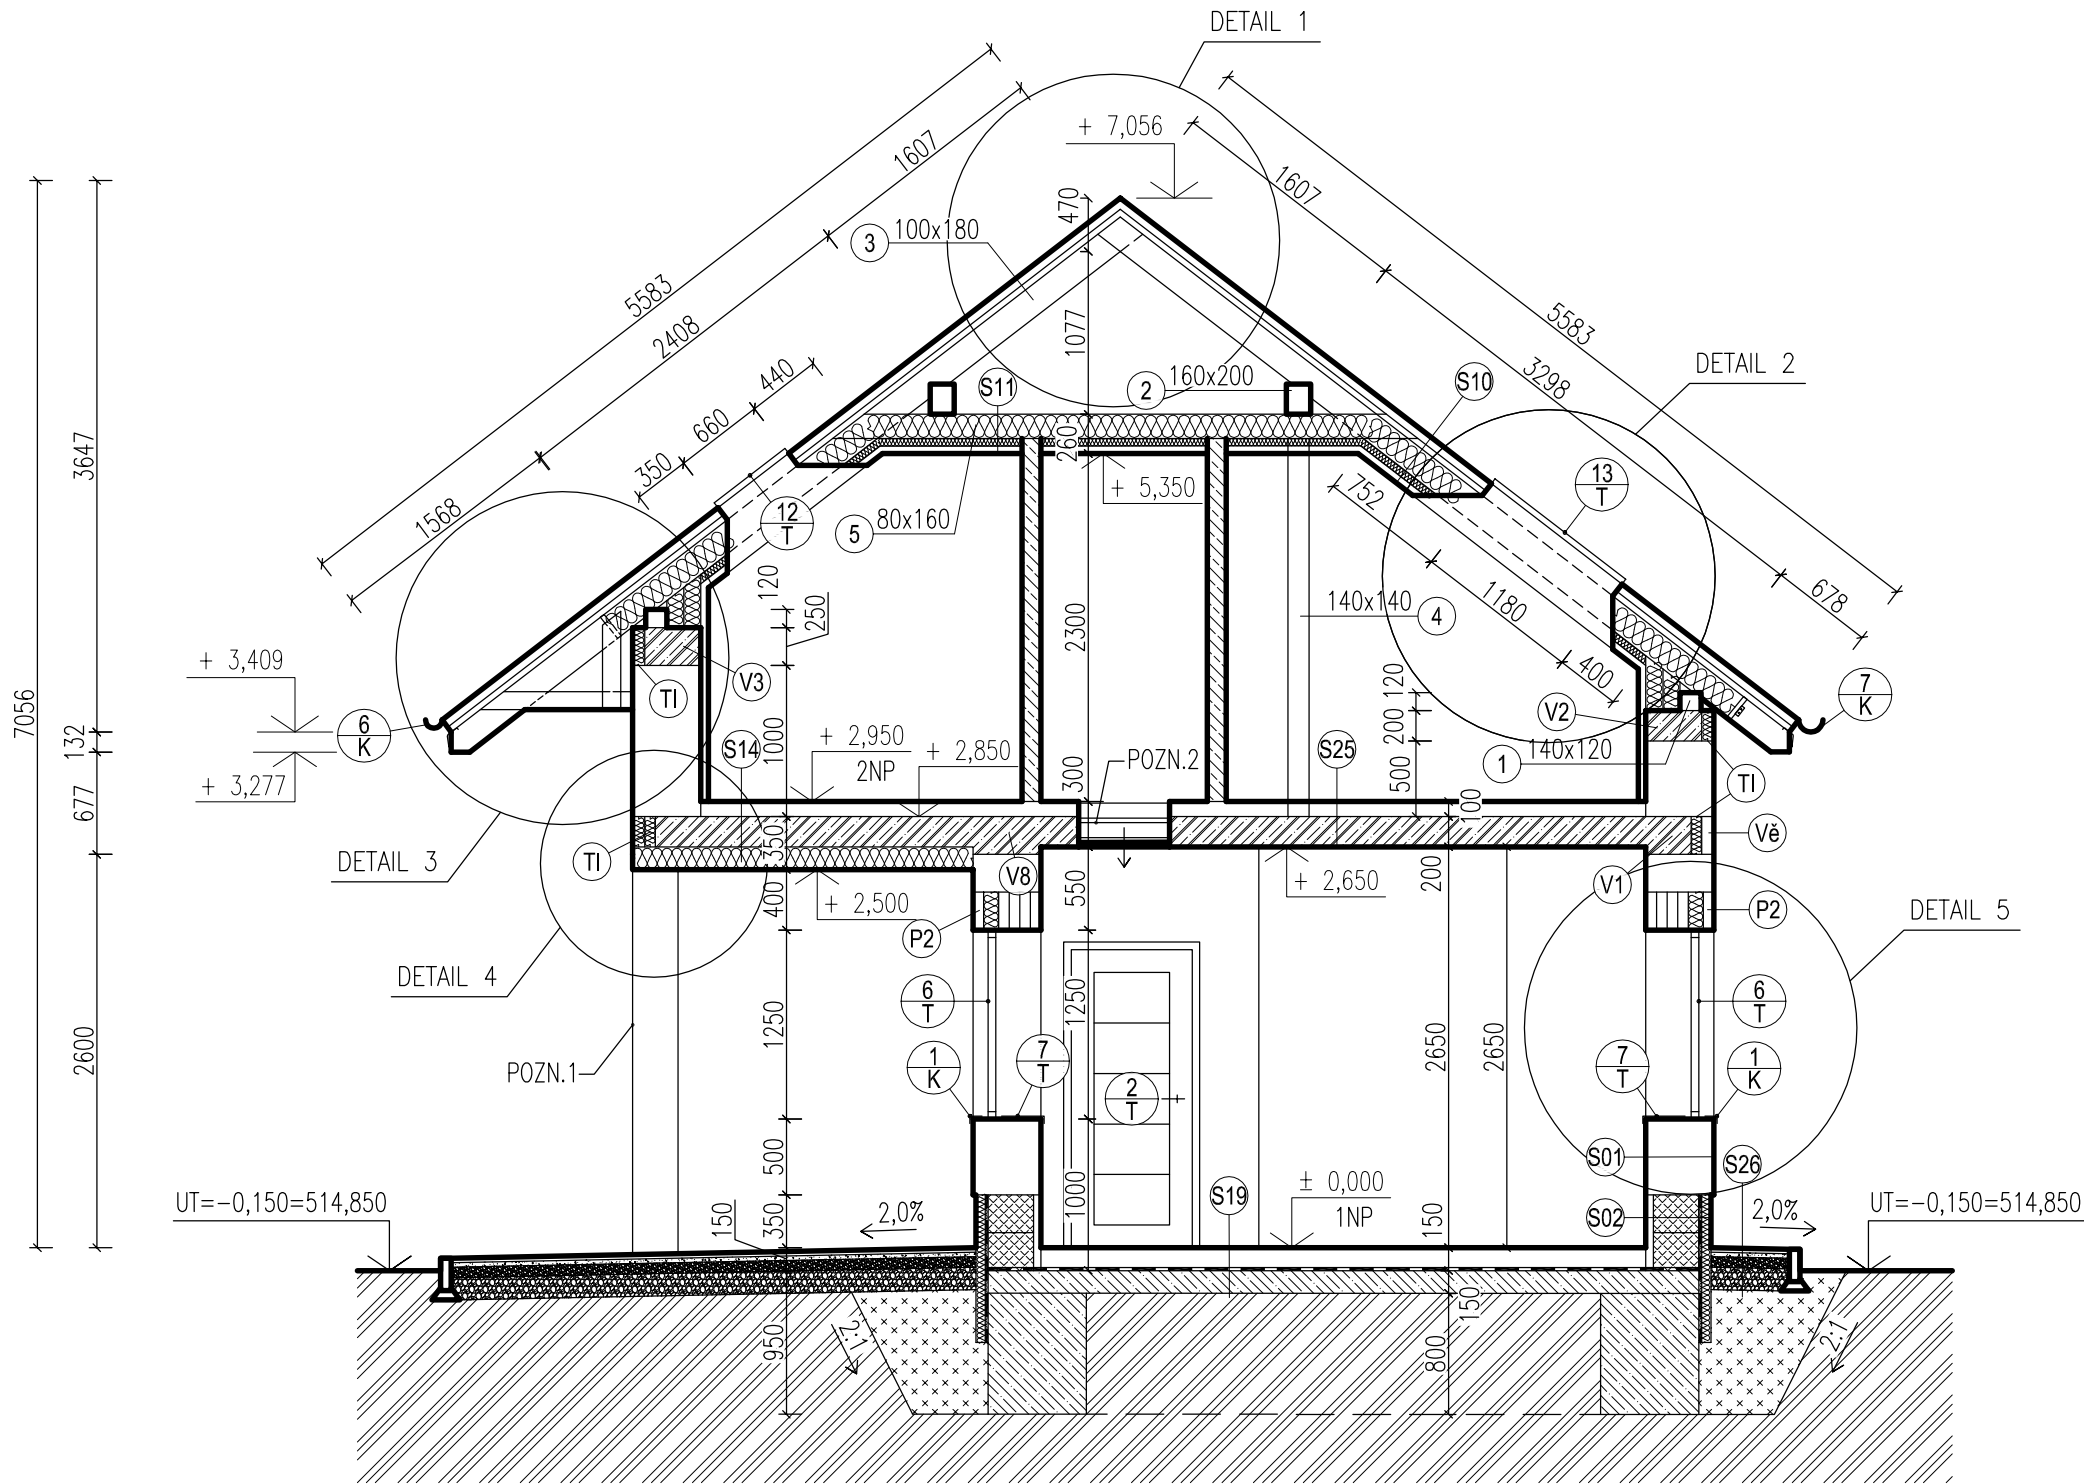 DETAIL 1
+ 7,056
1607
1607
470
3
100x180
5583
5583
2408
3298
1077
DETAIL 2
440
S11
2
160x200
S10
3647
660
260
350
752
13
T
+ 5,350
1568
12
T
5
80x160
120
250
140x140
4
1180
678
2300
+ 3,409
V3
TI
400
120
7
K
7056
132
6
K
V2
200
1000
S14
+ 2,950
2NP
+ 2,850
POZN.2
S25
1
140x120
500
+ 3,277
300
TI
677
100
DETAIL 3
TI
350
Vě
V8
+ 2,650
200
V1
400
+ 2,500
550
P2
P2
DETAIL 5
DETAIL 4
6
T
6
T
1250
1250
2600
2650
2650
POZN.1
1
K
7
T
7
T
1
K
2
T
500
S01
S26
± 0,000
1NP
S19
1000
UT=-0,150=514,850
150
350
2,0%
150
S02
2,0%
UT=-0,150=514,850
150
950
2:1
800
2:1